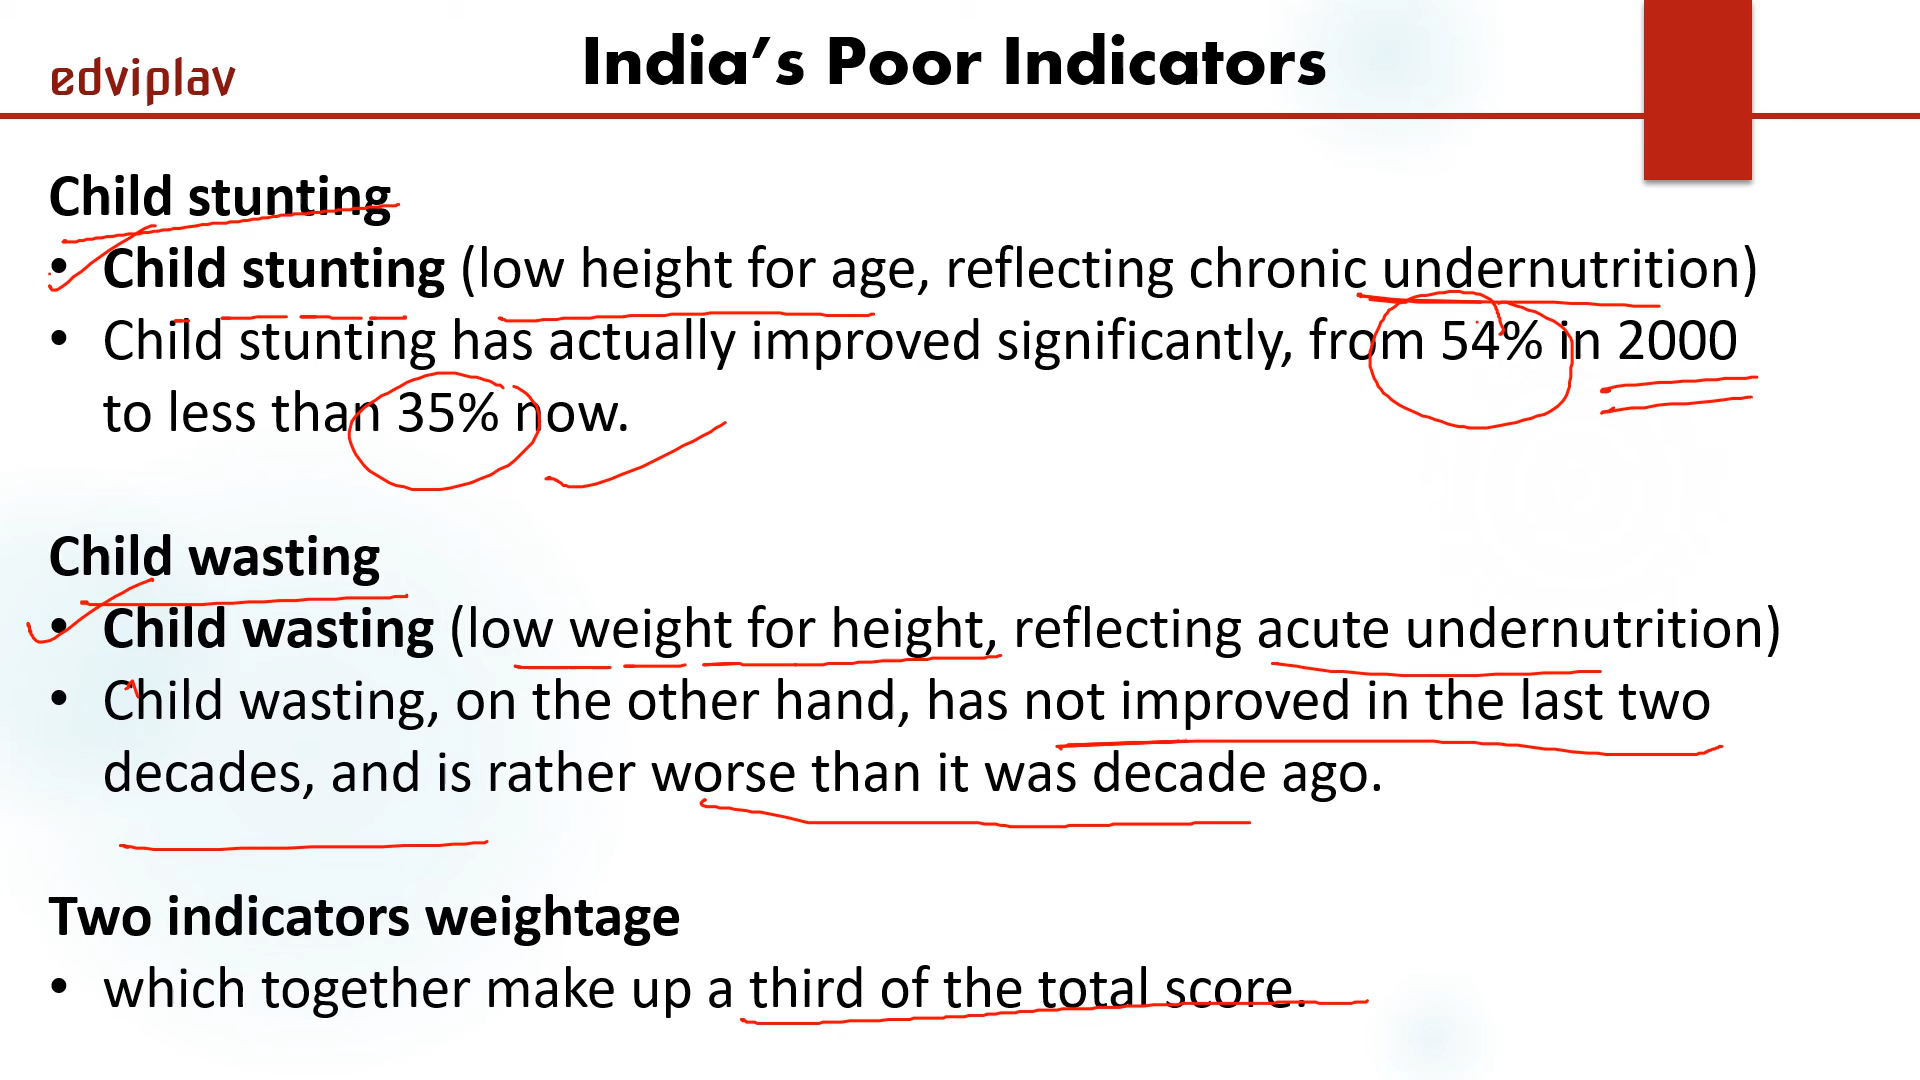 edviplav
India’s Poor Indicators
Child stunting
• Child stunting (low height for age, reflecting chronic undernutrition)
• Child stunting has actually improved significantly, from 54% in 2000
to less than 35% now.
Child wasting
• Child wasting (low weight for height, reflecting acute undernutrition)
• Child wasting, on the other hand, has not improved in the last two
decades, and is rather worse than it was decade ago.
Two indicators weightage
• which together make up a third of the total score.